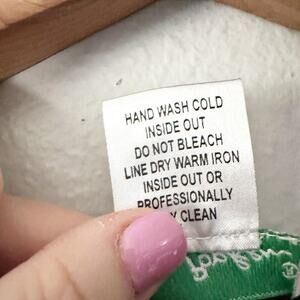 HAND WASH COLD
INSIDE OUT
DO NOT BLEACH
LINE DRY WARM IRON
INSIDE OUT OR
PROFESSIONALLY
CLEAN